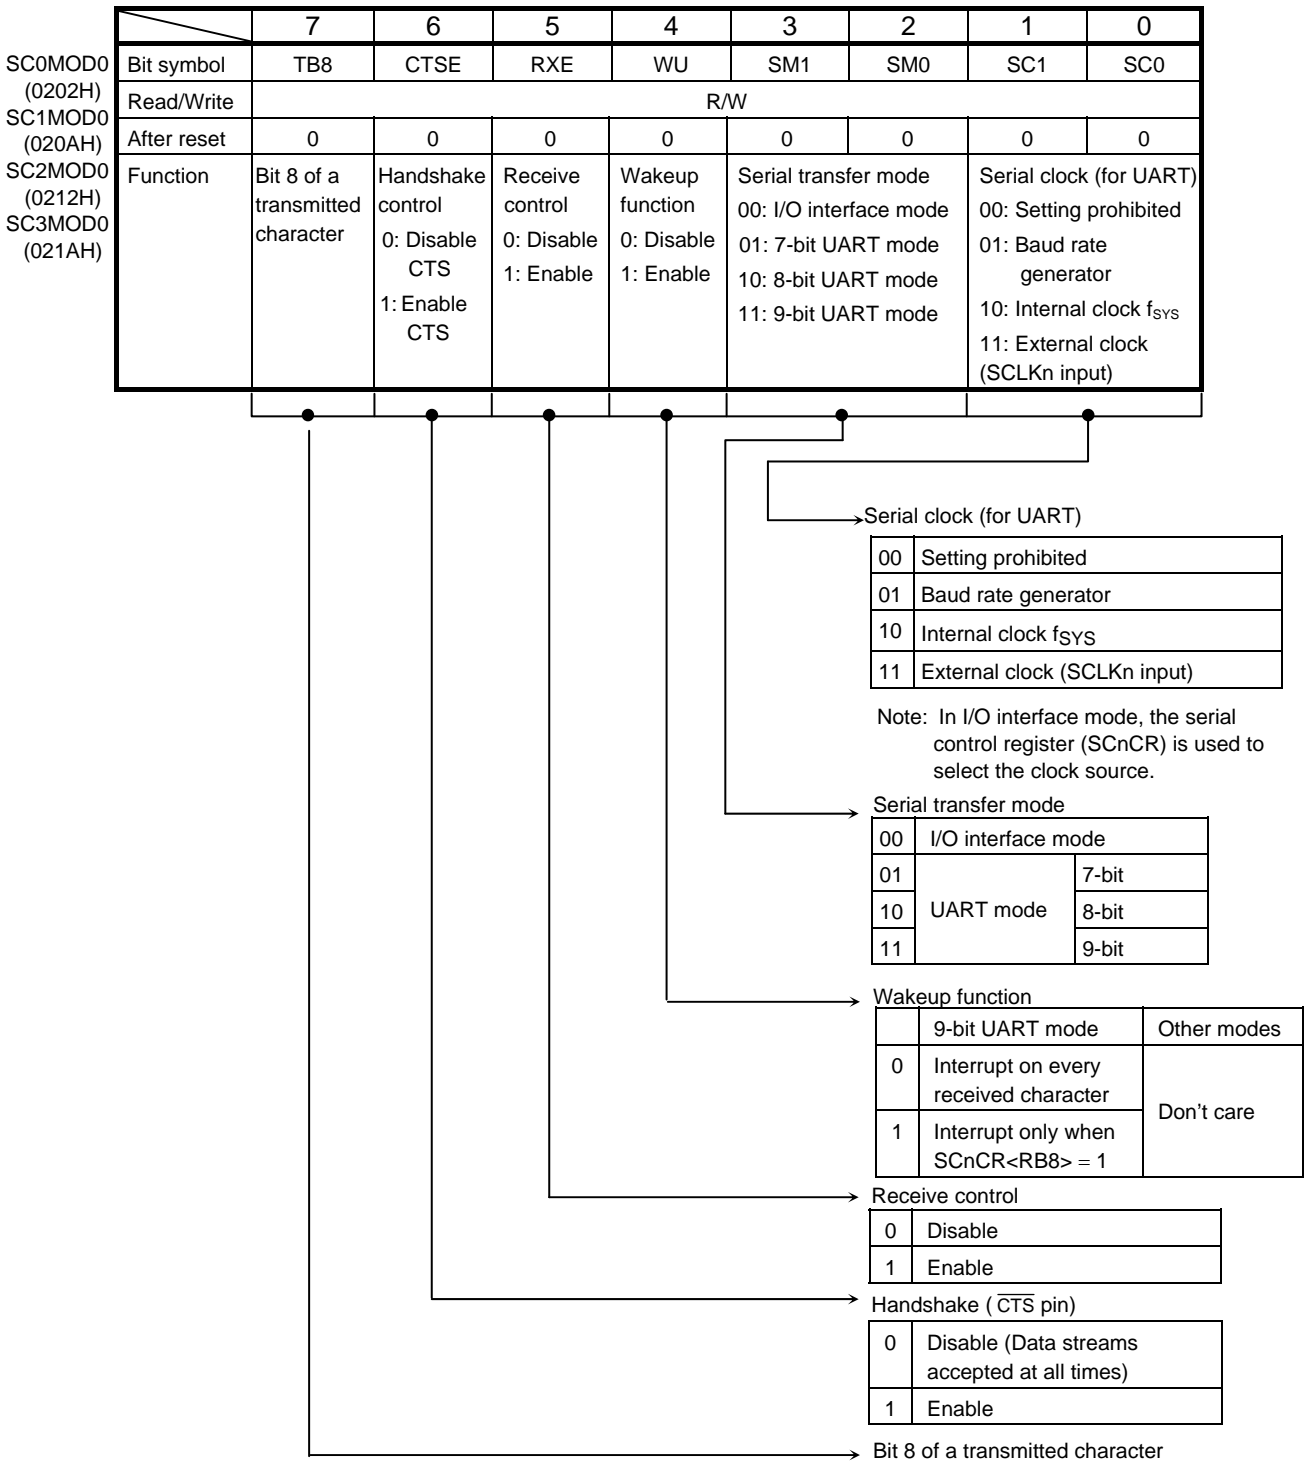 7 6 5 4 3 2 1 0
SC0MOD0
(0202H)
SC1MOD0
(020AH)
SC2MOD0
(0212H)
SC3MOD0
(021AH)
Bit symbol TB8 CTSE RXE WU SM1 SM0 SC1 SC0
Read/Write R/W
After reset 0 0 0 0 0 0 0 0
Function
Bit 8 of a
transmitted
character
Handshake
control
0: Disable
CTS
1: Enable
CTS
Receive
control
0: Disable
1: Enable
Wakeup
function
0: Disable
1: Enable
Serial transfer mode
00: I/O interface mode
01: 7-bit UART mode
10: 8-bit UART mode
11: 9-bit UART mode
Serial clock (for UART)
00: Setting prohibited
01: Baud rate
generator
10: Internal clock fSYS
11: External clock
(SCLKn input)
Serial clock (for UART)
00 Setting prohibited
01 Baud rate generator
10 Internal clock fSYS
11 External clock (SCLKn input)
Note: In I/O interface mode, the serial
control register (SCnCR) is used to
select the clock source.
Serial transfer mode
00 I/O interface mode
01 7-bit
10 UART mode 8-bit
11 9-bit
Wakeup function
9-bit UART mode Other modes
0 Interrupt on every
received character
Don't care
1 Interrupt only when
SCnCR<RB8> = 1
Receive control
0 Disable
1 Enable
Handshake ( C̅T̅S̅ pin)
0 Disable (Data streams
accepted at all times)
1 Enable
Bit 8 of a transmitted character